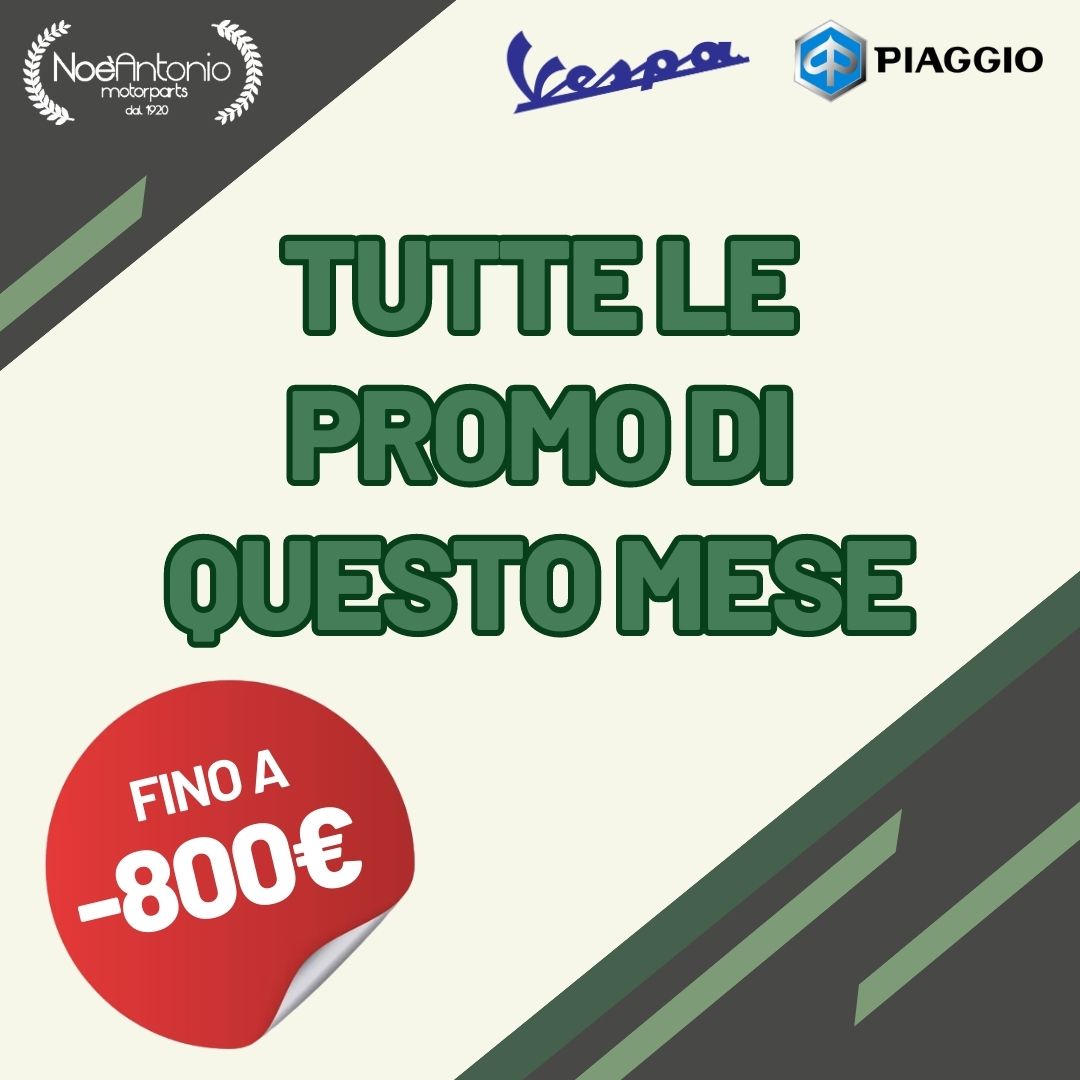 NoèAntonio
motorparts
dal 1920
Vespa
PIAGGIO
TUTTE LE
PROMO DI
QUESTO MESE
FINO A
-800€